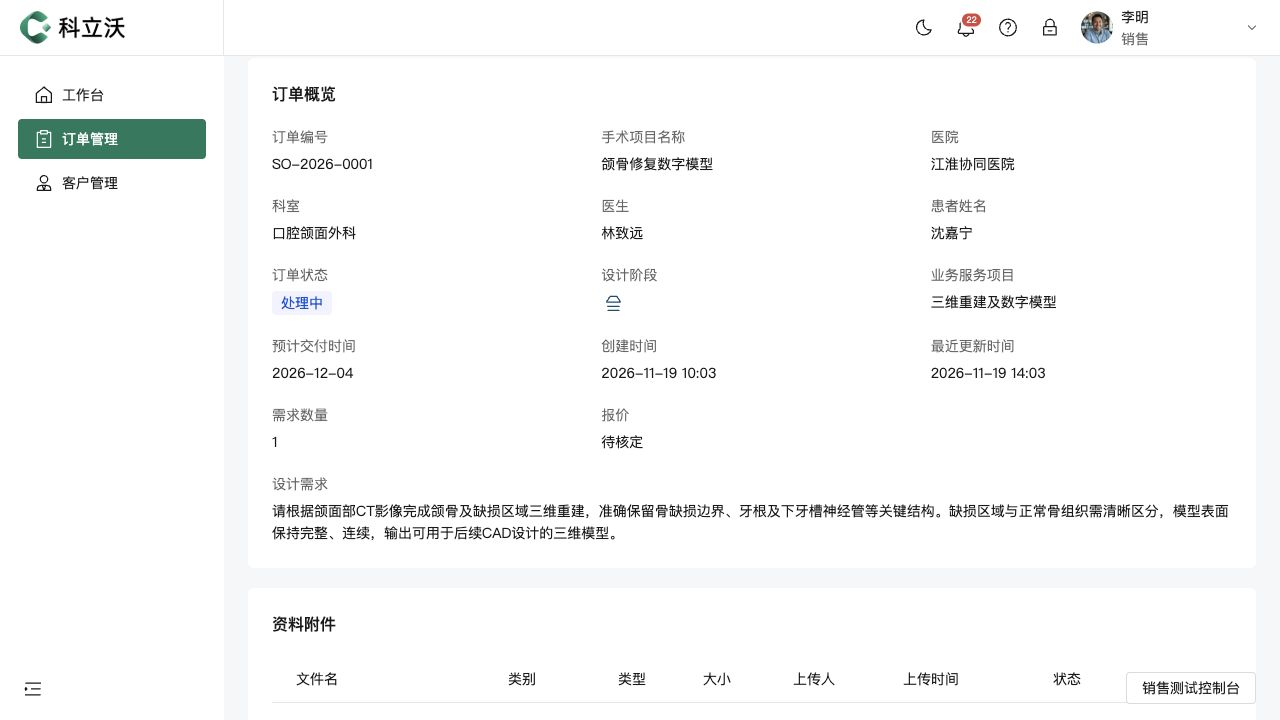 科立沃
22
李明
销售
工作台
订单管理
客户管理
订单概览
订单编号
SO-2026-0001
手术项目名称
颌骨修复数字模型
医院
江淮协同医院
科室
口腔颌面外科
医生
林致远
患者姓名
沈嘉宁
订单状态
处理中
设计阶段
业务服务项目
三维重建及数字模型
预计交付时间
2026-12-04
创建时间
2026-11-19 10:03
最近更新时间
2026-11-19 14:03
需求数量
1
报价
待核定
设计需求
请根据颌面部CT影像完成颌骨及缺损区域三维重建，准确保留骨缺损边界、牙根及下牙槽神经管等关键结构。缺损区域与正常骨组织需清晰区分，模型表面
保持完整、连续，输出可用于后续CAD设计的三维模型。
资料附件
文件名 类别 类型 大小 上传人 上传时间 状态
销售测试控制台